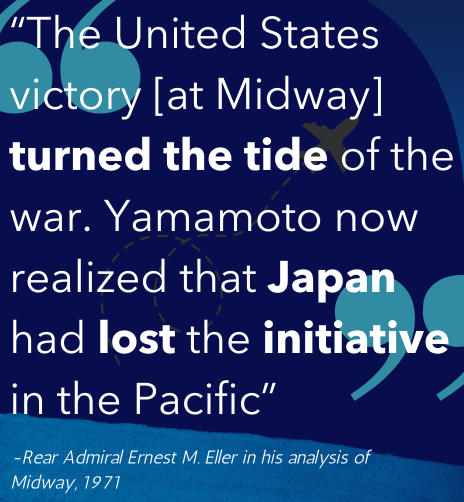 “The United States
victory [at Midway]
turned the tide of the
war. Yamamoto now
realized that Japan
had lost the initiative
in the Pacific”
-Rear Admiral Ernest M. Eller in his analysis of
Midway, 1971